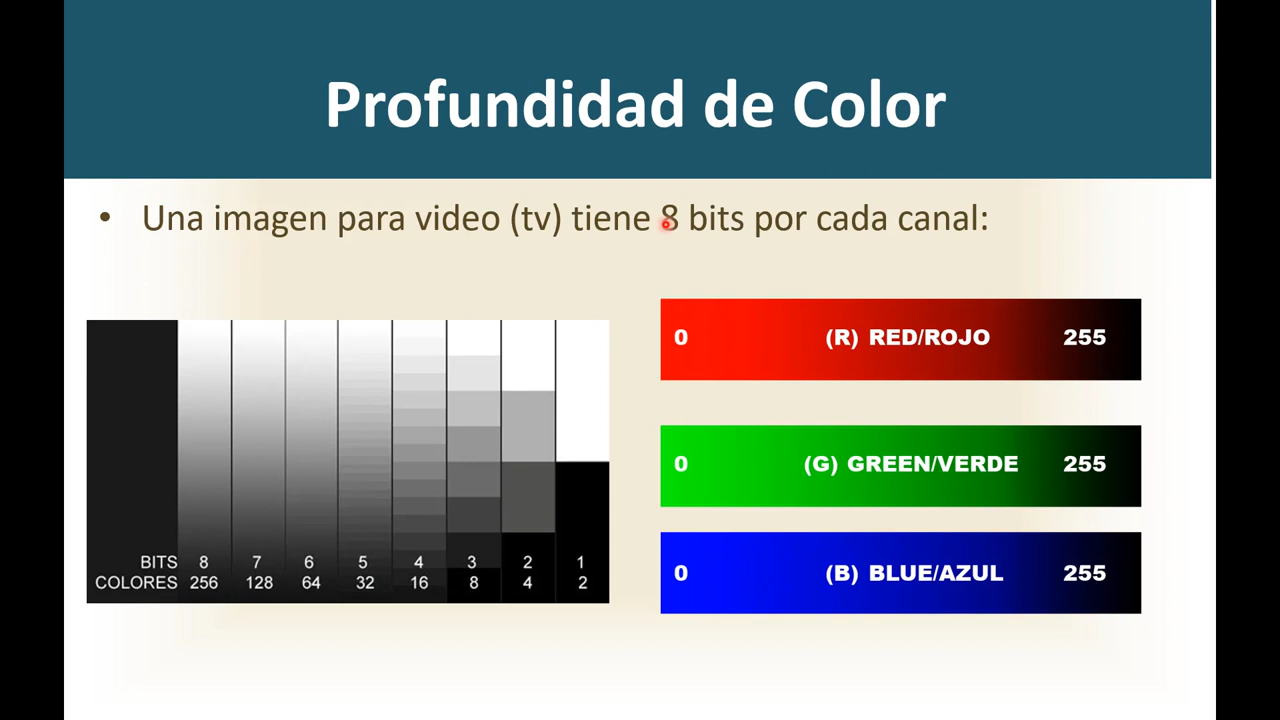 Profundidad de Color
• Una imagen para video (tv) tiene 8 bits por cada canal:
BITS 8 7 6 5 4 3 2 1
COLORES 256 128 64 32 16 8 4 2
0 (R) RED/ROJO 255
0 (G) GREEN/VERDE 255
0 (B) BLUE/AZUL 255